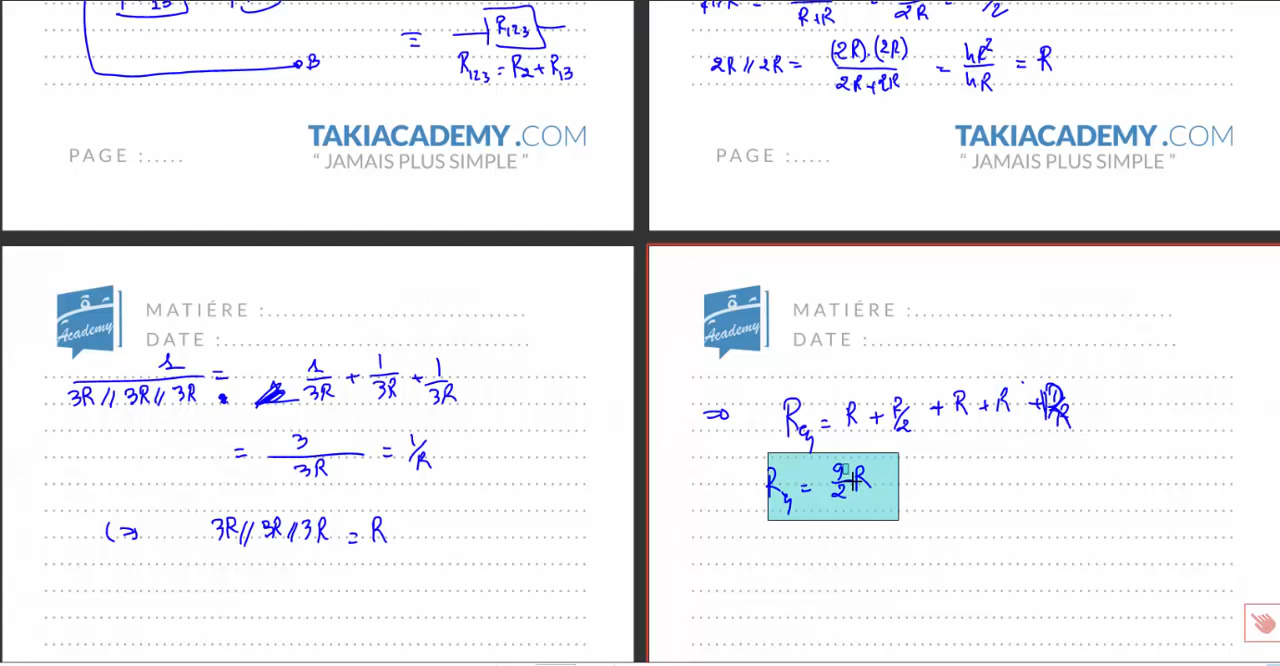 B
≡ R123
R123 = R2 + R13
TAKIACADEMY.COM
PAGE :.....
“ JAMAIS PLUS SIMPLE ”
R+R 2R /2
2R // 2R = (2R).(2R) / 2R+2R = 4R² / 4R = R
TAKIACADEMY.COM
PAGE :.....
“ JAMAIS PLUS SIMPLE ”
Academy
MATIÉRE :
DATE :
1 / 3R // 3R // 3R = 1/3R + 1/3R + 1/3R
= 3 / 3R = 1/R
(⇒ 3R // 3R // 3R = R
Academy
MATIÉRE :
DATE :
⇒ Req = R + R/2 + R + R +
Req = 9/2 R